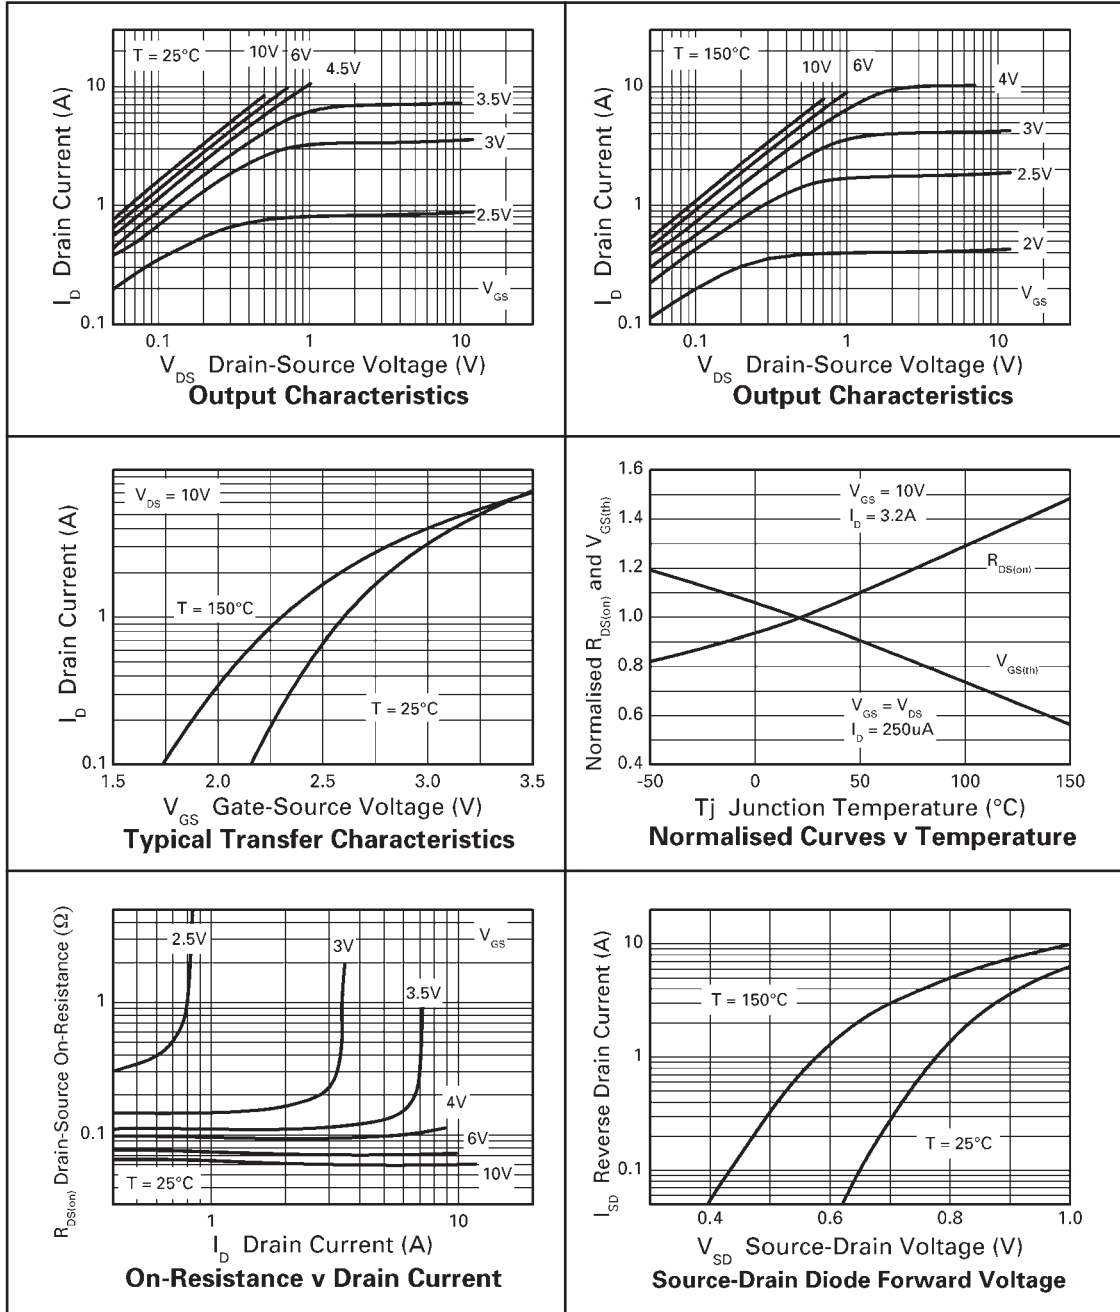 T = 25°C
10V 6V
4.5V
3.5V
3V
2.5V
V_GS
10
1
0.1
0.1 1 10
I_D Drain Current (A)
V_DS Drain-Source Voltage (V)
Output Characteristics
T = 150°C
10V 6V
4V
3V
2.5V
2V
V_GS
10
1
0.1
0.1 1 10
I_D Drain Current (A)
V_DS Drain-Source Voltage (V)
Output Characteristics
V_DS = 10V
T = 150°C
T = 25°C
1
0.1
1.5 2.0 2.5 3.0 3.5
I_D Drain Current (A)
V_GS Gate-Source Voltage (V)
Typical Transfer Characteristics
V_GS = 10V
I_D = 3.2A
R_DS(on)
V_GS(th)
V_GS = V_DS
I_D = 250uA
1.6
1.4
1.2
1.0
0.8
0.6
0.4
-50 0 50 100 150
Normalised R_DS(on) and V_GS(th)
Tj Junction Temperature (°C)
Normalised Curves v Temperature
2.5V
3V
3.5V
V_GS
4V
6V
10V
T = 25°C
1
0.1
1 10
R_DS(on) Drain-Source On-Resistance (Ω)
I_D Drain Current (A)
On-Resistance v Drain Current
T = 150°C
T = 25°C
10
1
0.1
0.4 0.6 0.8 1.0
I_SD Reverse Drain Current (A)
V_SD Source-Drain Voltage (V)
Source-Drain Diode Forward Voltage